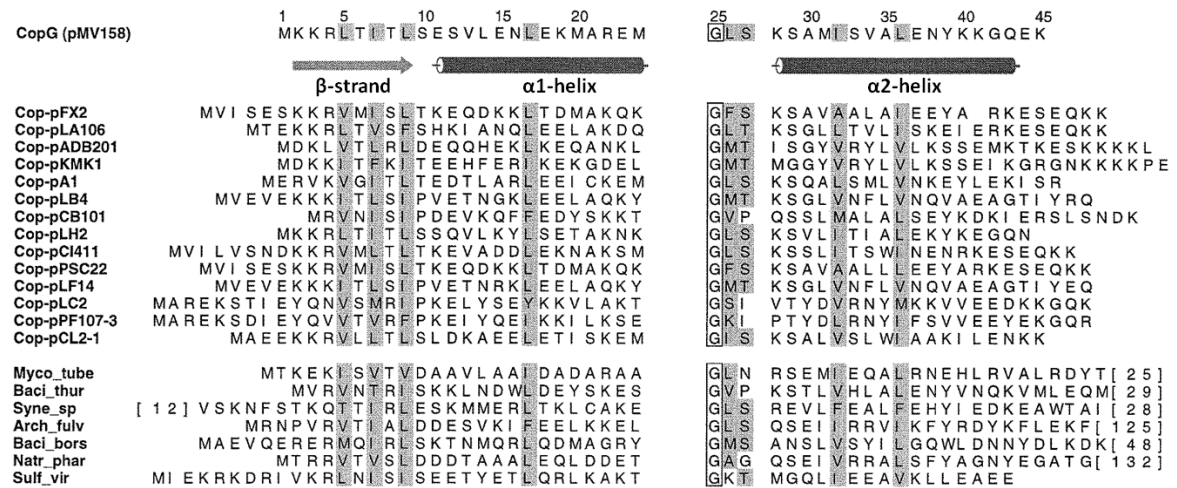 1 5 10 15 20 25 30 35 40 45
CopG (pMV158) MKKRLTITLSESVLENLEKMAREM GLS KSAMISVALENYKKGQEK
β-strand α1-helix α2-helix
Cop-pFX2 MVISESKKRVMISLTKEQDKKLTDMAKQK GFS KSAVAALAIEEYA RKESEQKK
Cop-pLA106 MTEKKRLTVSFSHKIANQLEELAKDQ GLT KSGLLTVLISKEIERKESEQKK
Cop-pADB201 MDKLVTLRLDEQQHEKLKEQANKL GMT ISGYVRYLVLKSSEMKTKESKKKKL
Cop-pKMK1 MDKKITFKITEEHFERIKEKGDEL GMT MGGYVRYLVLKSSEIKGRGNKKKKPE
Cop-pA1 MERVKVGITLTEDTLARLEEICKEM GLS KSQALSMLVNKEYLEKISR
Cop-pLB4 MVEVEKKKITLSIPVETNGKLEELAQKY GMT KSGLVNFLVNQVAEAGTIYRQ
Cop-pCB101 MRVNISIPDEVKQFFEDYSKKT GVP QSSLMALALSEYKDKIERSLSNDK
Cop-pLH2 MKKRLTITLSSQVLKYLSETAKNK GLS KSVLITIALEKYKEGQN
Cop-pCI411 MVILVSNDKKRVMLTLTKEVADDLEKNAKSM GLS KSSLITSWINENRKESEQKK
Cop-pPSC22 MVISESKKRVMISLTKEQDKKLTDMAKQK GFS KSAVAALLLEEYARKESEQKK
Cop-pLF14 MVEVEKKKITLSIPVETNRKLEELAQKY GMT KSGLVNFLVNQVAEAGTIYEQ
Cop-pLC2 MAREKSTIEYQNVSMRIPKELYSEYKKVLAKT GSI VTYDVRNYMKKVVEEDKKGQK
Cop-pPF107-3 MAREKSDIEYQVVTVRFPKEIYQEIKKILKSE GKI PTYDLRNYIFSVVEEYEKGQR
Cop-pCL2-1 MAEEKKRVLLTLSLDKAEELETISKEM GIS KSALVSLWIAAKILENKK
Myco_tube MTKEKISVTVDAAVLAAIDADARAA GLN RSEMIEQALRNEHLRVALRDYT[25]
Baci_thur MVRVNTRISKKLNDWLDEYSKES GVP KSTLVHLALENYVNQKVMLEQM[29]
Syne_sp [12]VSKNFSTKQTTIRLESKMMERLTKLCAKE GLS REVLFEALFEHYIEDKEAWTAI[28]
Arch_fulv MRNPVRVTIALDDESVKIFEELKKEL GLS QSEIIRRVIKFYRDYKFLEKF[125]
Baci_bors MAEVQERERMQIRLSKTNMQRLQDMAGRY GMS ANSLVSYILGQWLDNNYDLKDK[48]
Natr_phar MTRRVTVSLDDDTAAALEQLDDET GAG QSEIVRRALSFYAGNYEGATG[132]
Sulf_vir MIEKRKDRIVKRLNISISEETYETLQRLKAKT GKT MGQLIEEAVKLLEAEE